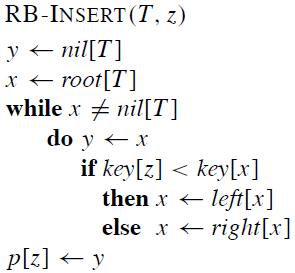 RB-INSERT(T, z)
y ← nil[T]
x ← root[T]
while x ≠ nil[T]
do y ← x
if key[z] < key[x]
then x ← left[x]
else x ← right[x]
p[z] ← y